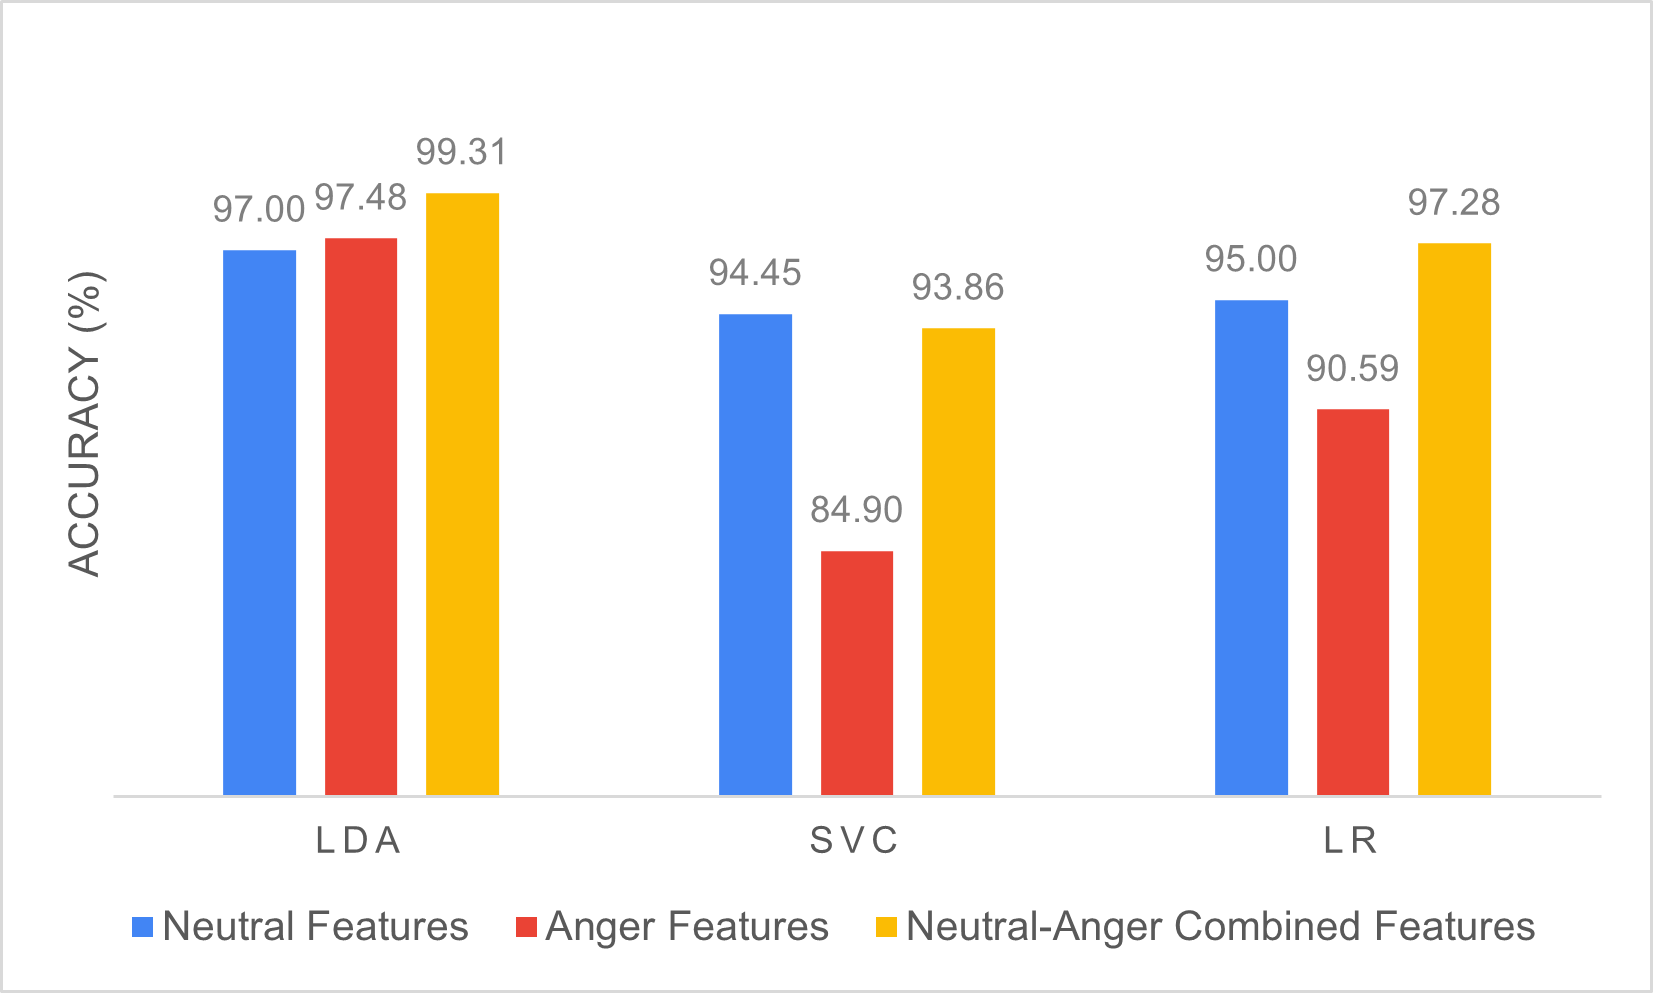 99.31
97.00
97.48
97.28
94.45
93.86
95.00
90.59
84.90
ACCURACY (%)
LDA
SVC
LR
Neutral Features
Anger Features
Neutral-Anger Combined Features